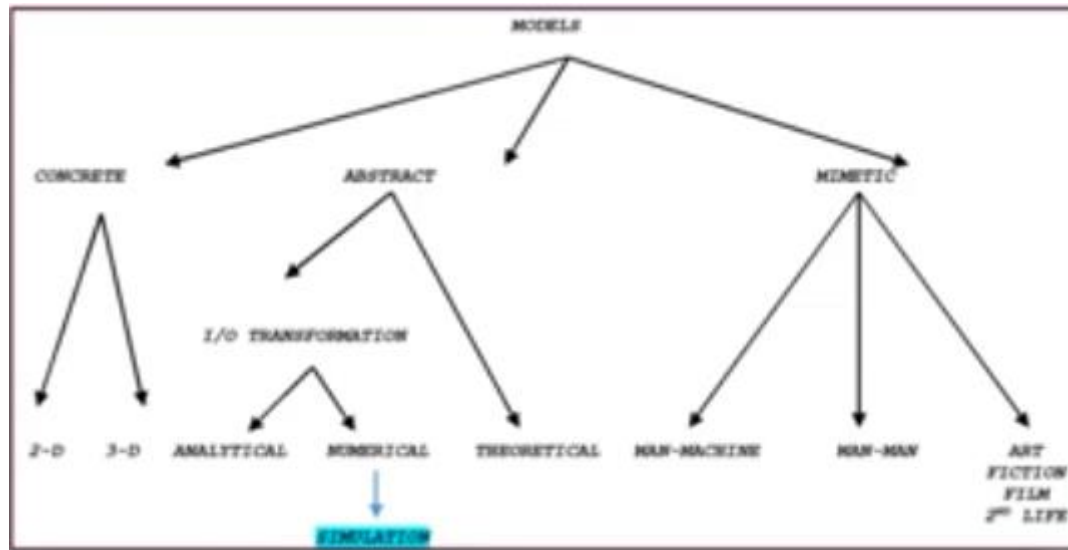 MODELS
CONCRETE ABSTRACT MIMETIC
I/O TRANSFORMATION
2-D 3-D ANALYTICAL NUMERICAL THEORETICAL MAN-MACHINE MAN-MAN ART
FICTION
FILM
2ND LIFE
SIMULATION